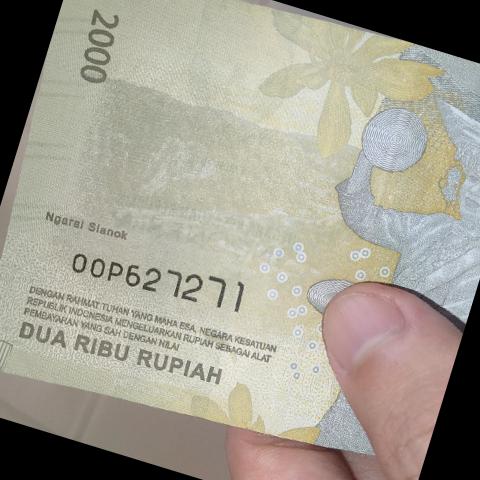 2000
Ngarai Sianok
OOP627271
DENGAN RAHMAT TUHAN YANG MAHA ESA, NEGARA KESATUAN
REPUBLIK INDONESIA MENGELUARKAN RUPIAH SEBAGAI ALAT
PEMBAYARAN YANG SAH DENGAN NILAI
DUA RIBU RUPIAH